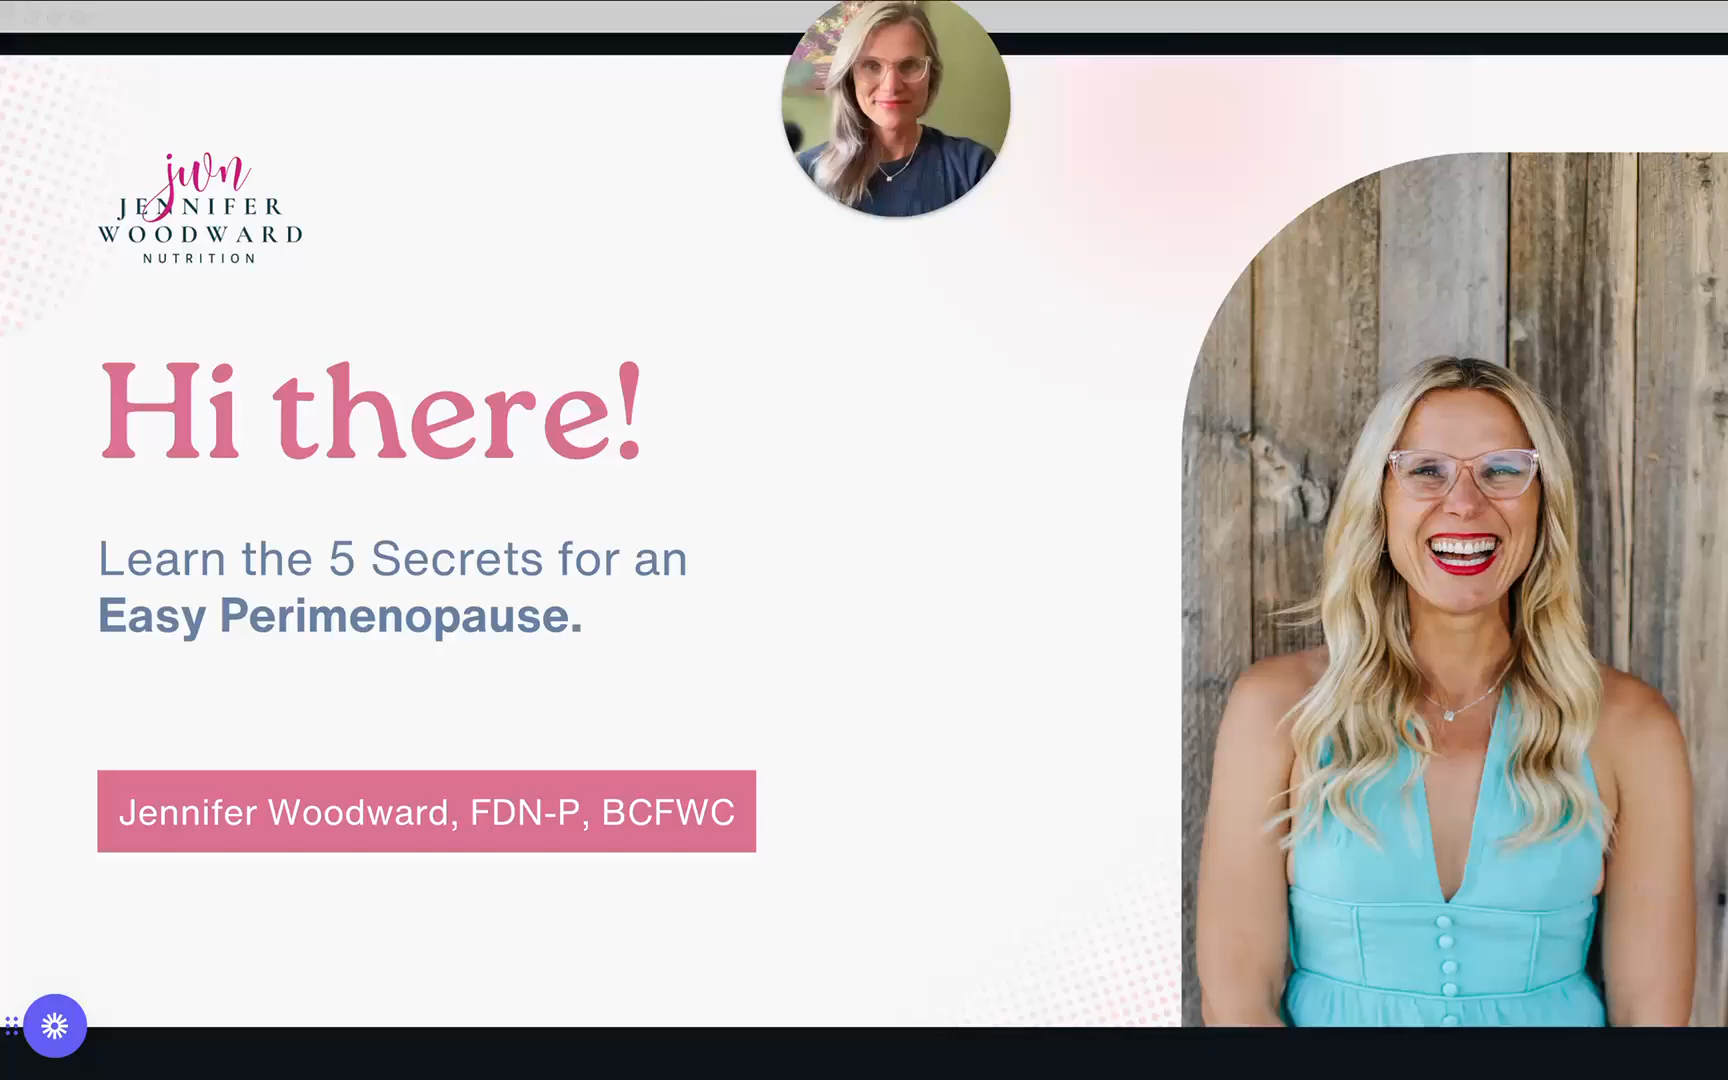 jwn
JENNIFER
WOODWARD
NUTRITION
Hi there!
Learn the 5 Secrets for an
Easy Perimenopause.
Jennifer Woodward, FDN-P, BCFWC